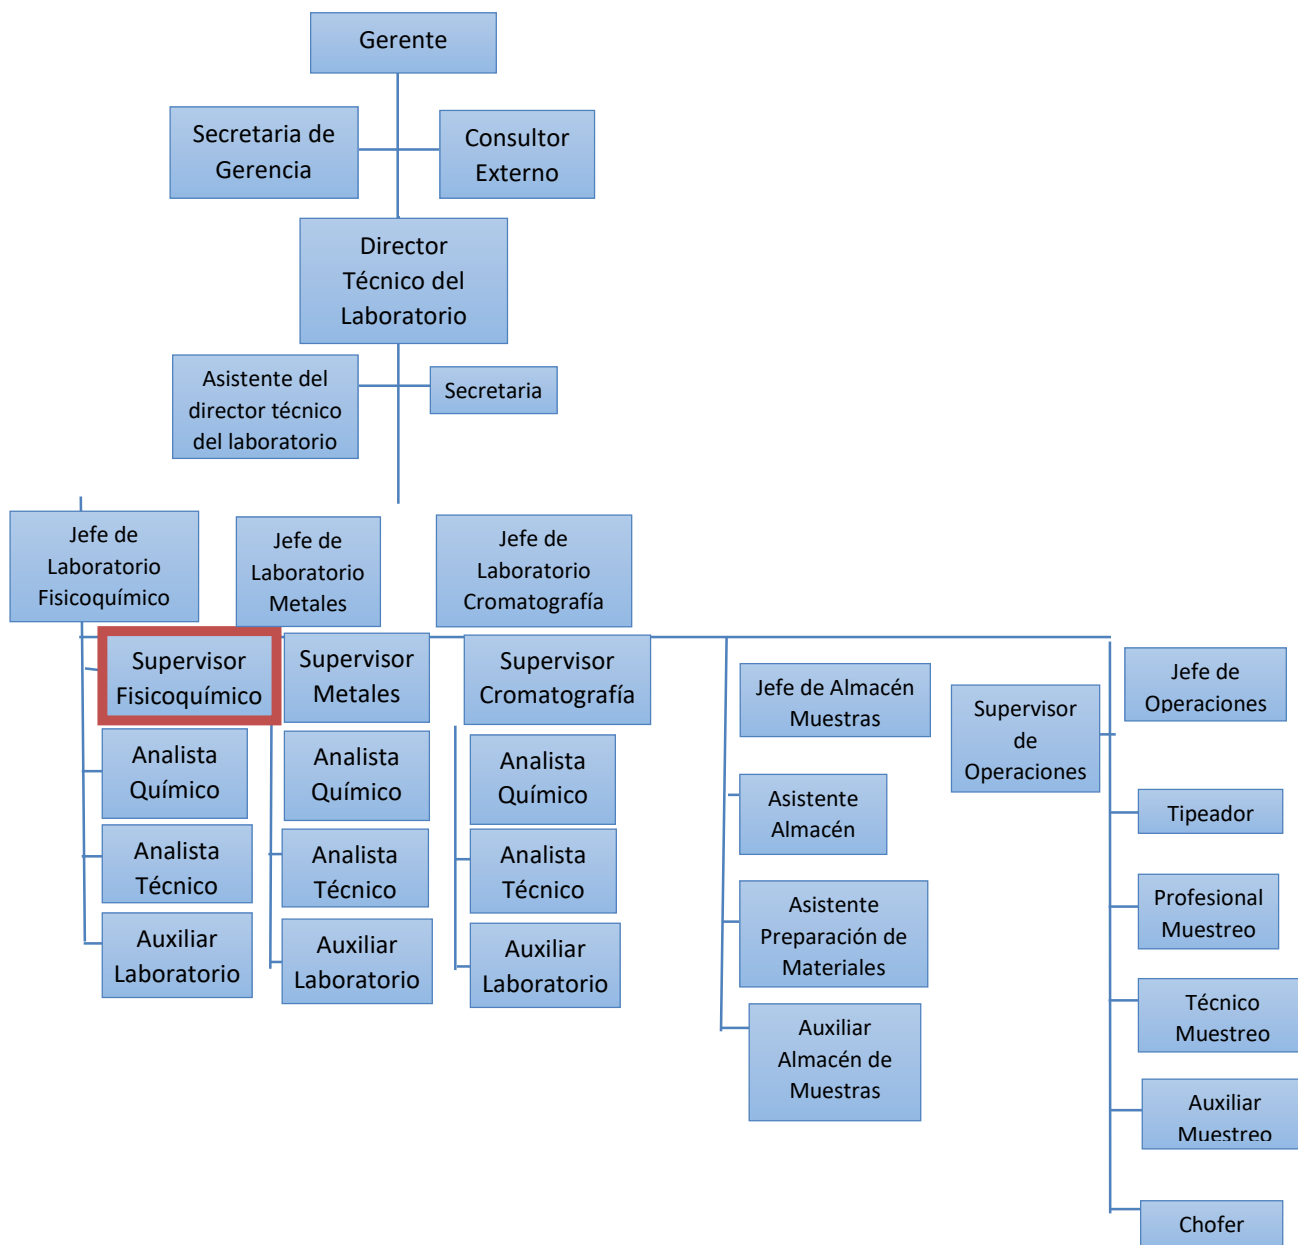 Gerente
Secretaria de
Gerencia
Consultor
Externo
Director
Técnico del
Laboratorio
Asistente del
director técnico
del laboratorio
Secretaria
Jefe de
Laboratorio
Fisicoquímico
Jefe de
Laboratorio
Metales
Jefe de
Laboratorio
Cromatografía
Supervisor
Fisicoquímico
Supervisor
Metales
Supervisor
Cromatografía
Jefe de Almacén
Muestras
Supervisor
de
Operaciones
Jefe de
Operaciones
Analista
Químico
Analista
Químico
Analista
Químico
Asistente
Almacén
Tipeador
Analista
Técnico
Analista
Técnico
Analista
Técnico
Asistente
Preparación de
Materiales
Profesional
Muestreo
Auxiliar
Laboratorio
Auxiliar
Laboratorio
Auxiliar
Laboratorio
Auxiliar
Almacén de
Muestras
Técnico
Muestreo
Auxiliar
Muestreo
Chofer